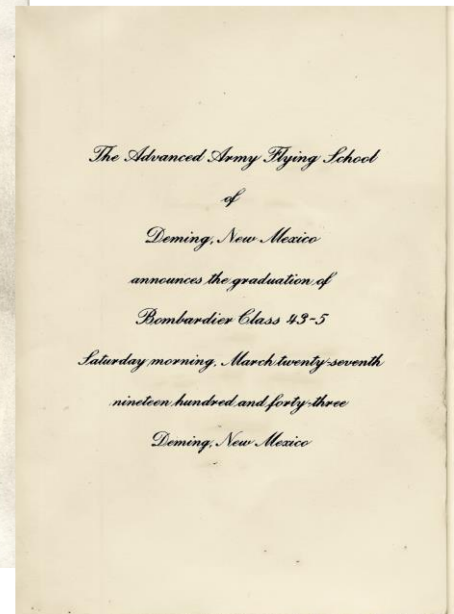 The Advanced Army Flying School
of
Deming, New Mexico
announces the graduation of
Bombardier Class 43-5
Saturday morning, March twenty-seventh
nineteen hundred and forty-three
Deming, New Mexico